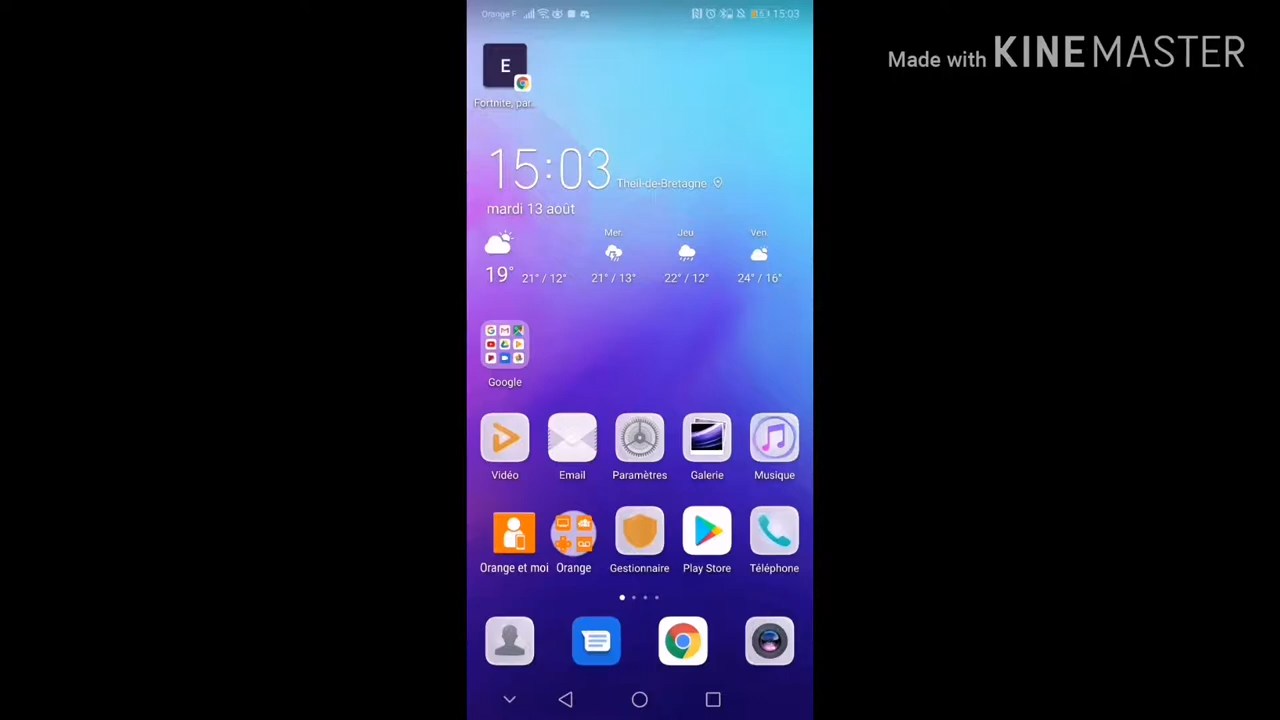 Orange F
15:03
Made with KINEMASTER
E
Fortnite, par..
15:03
Theil-de-Bretagne
mardi 13 août
Mer.
Jeu
Ven
19°
21° / 12°
21° / 13°
22° / 12°
24° / 16°
Google
Vidéo
Email
Paramètres
Galerie
Musique
Orange et moi
Orange
Gestionnaire
Play Store
Téléphone